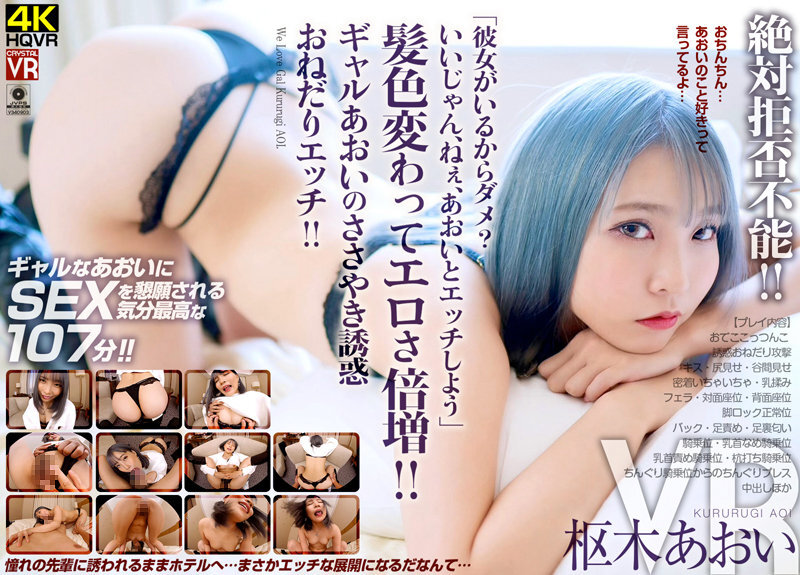 4K
HQVR
CRYSTAL
VR
JVPS
おちんちん…
あおいのこと好きって
言ってるよ…
絶対拒否不能!!
「彼女がいるからダメ?
いいじゃん、ねぇ、あおいとエッチしよう」
髪色変わってエロさ倍増!!
ギャルあおいのささやき誘惑
おねだりエッチ!!
We Love Gal Kururugi AOI.
ギャルなあおいに
SEXを懇願される
気分最高な
107分!!
【プレイ内容】
おでここっつんこ
誘惑おねだり攻撃
キス・尻見せ・谷間見せ
密着いちゃいちゃ・乳揉み
フェラ・対面座位・背面座位
脚ロック正常位
バック・足責め・足裏匂い
騎乗位・乳首なめ騎乗位
乳首責め騎乗位・杭打ち騎乗位
ちんぐり騎乗位からのちんぐりプレス
中出しほか
VR
KURURUGI AOI
枢木あおい
憧れの先輩に誘われるままホテルへ…まさかエッチな展開になるだなんて…